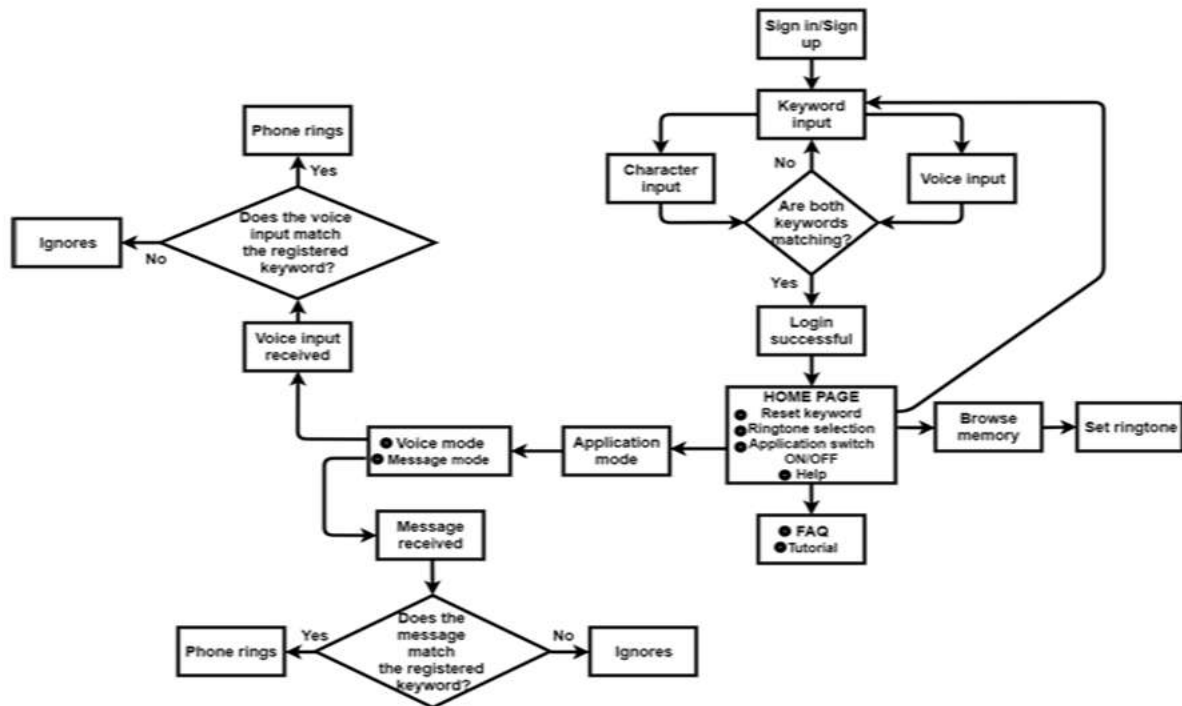 Sign in/Sign
up
Keyword
input
Phone rings
Yes
No
Character
input
Voice input
Are both
keywords
matching?
Does the voice
input match
the registered
keyword?
Ignores
No
Yes
Login
successful
Voice input
received
HOME PAGE
Reset keyword
Ringtone selection
Application switch
ON/OFF
Help
Browse
memory
Set ringtone
Voice mode
Message mode
Application
mode
Message
received
FAQ
Tutorial
Does the
message
match
the registered
keyword?
Yes
No
Phone rings
Ignores